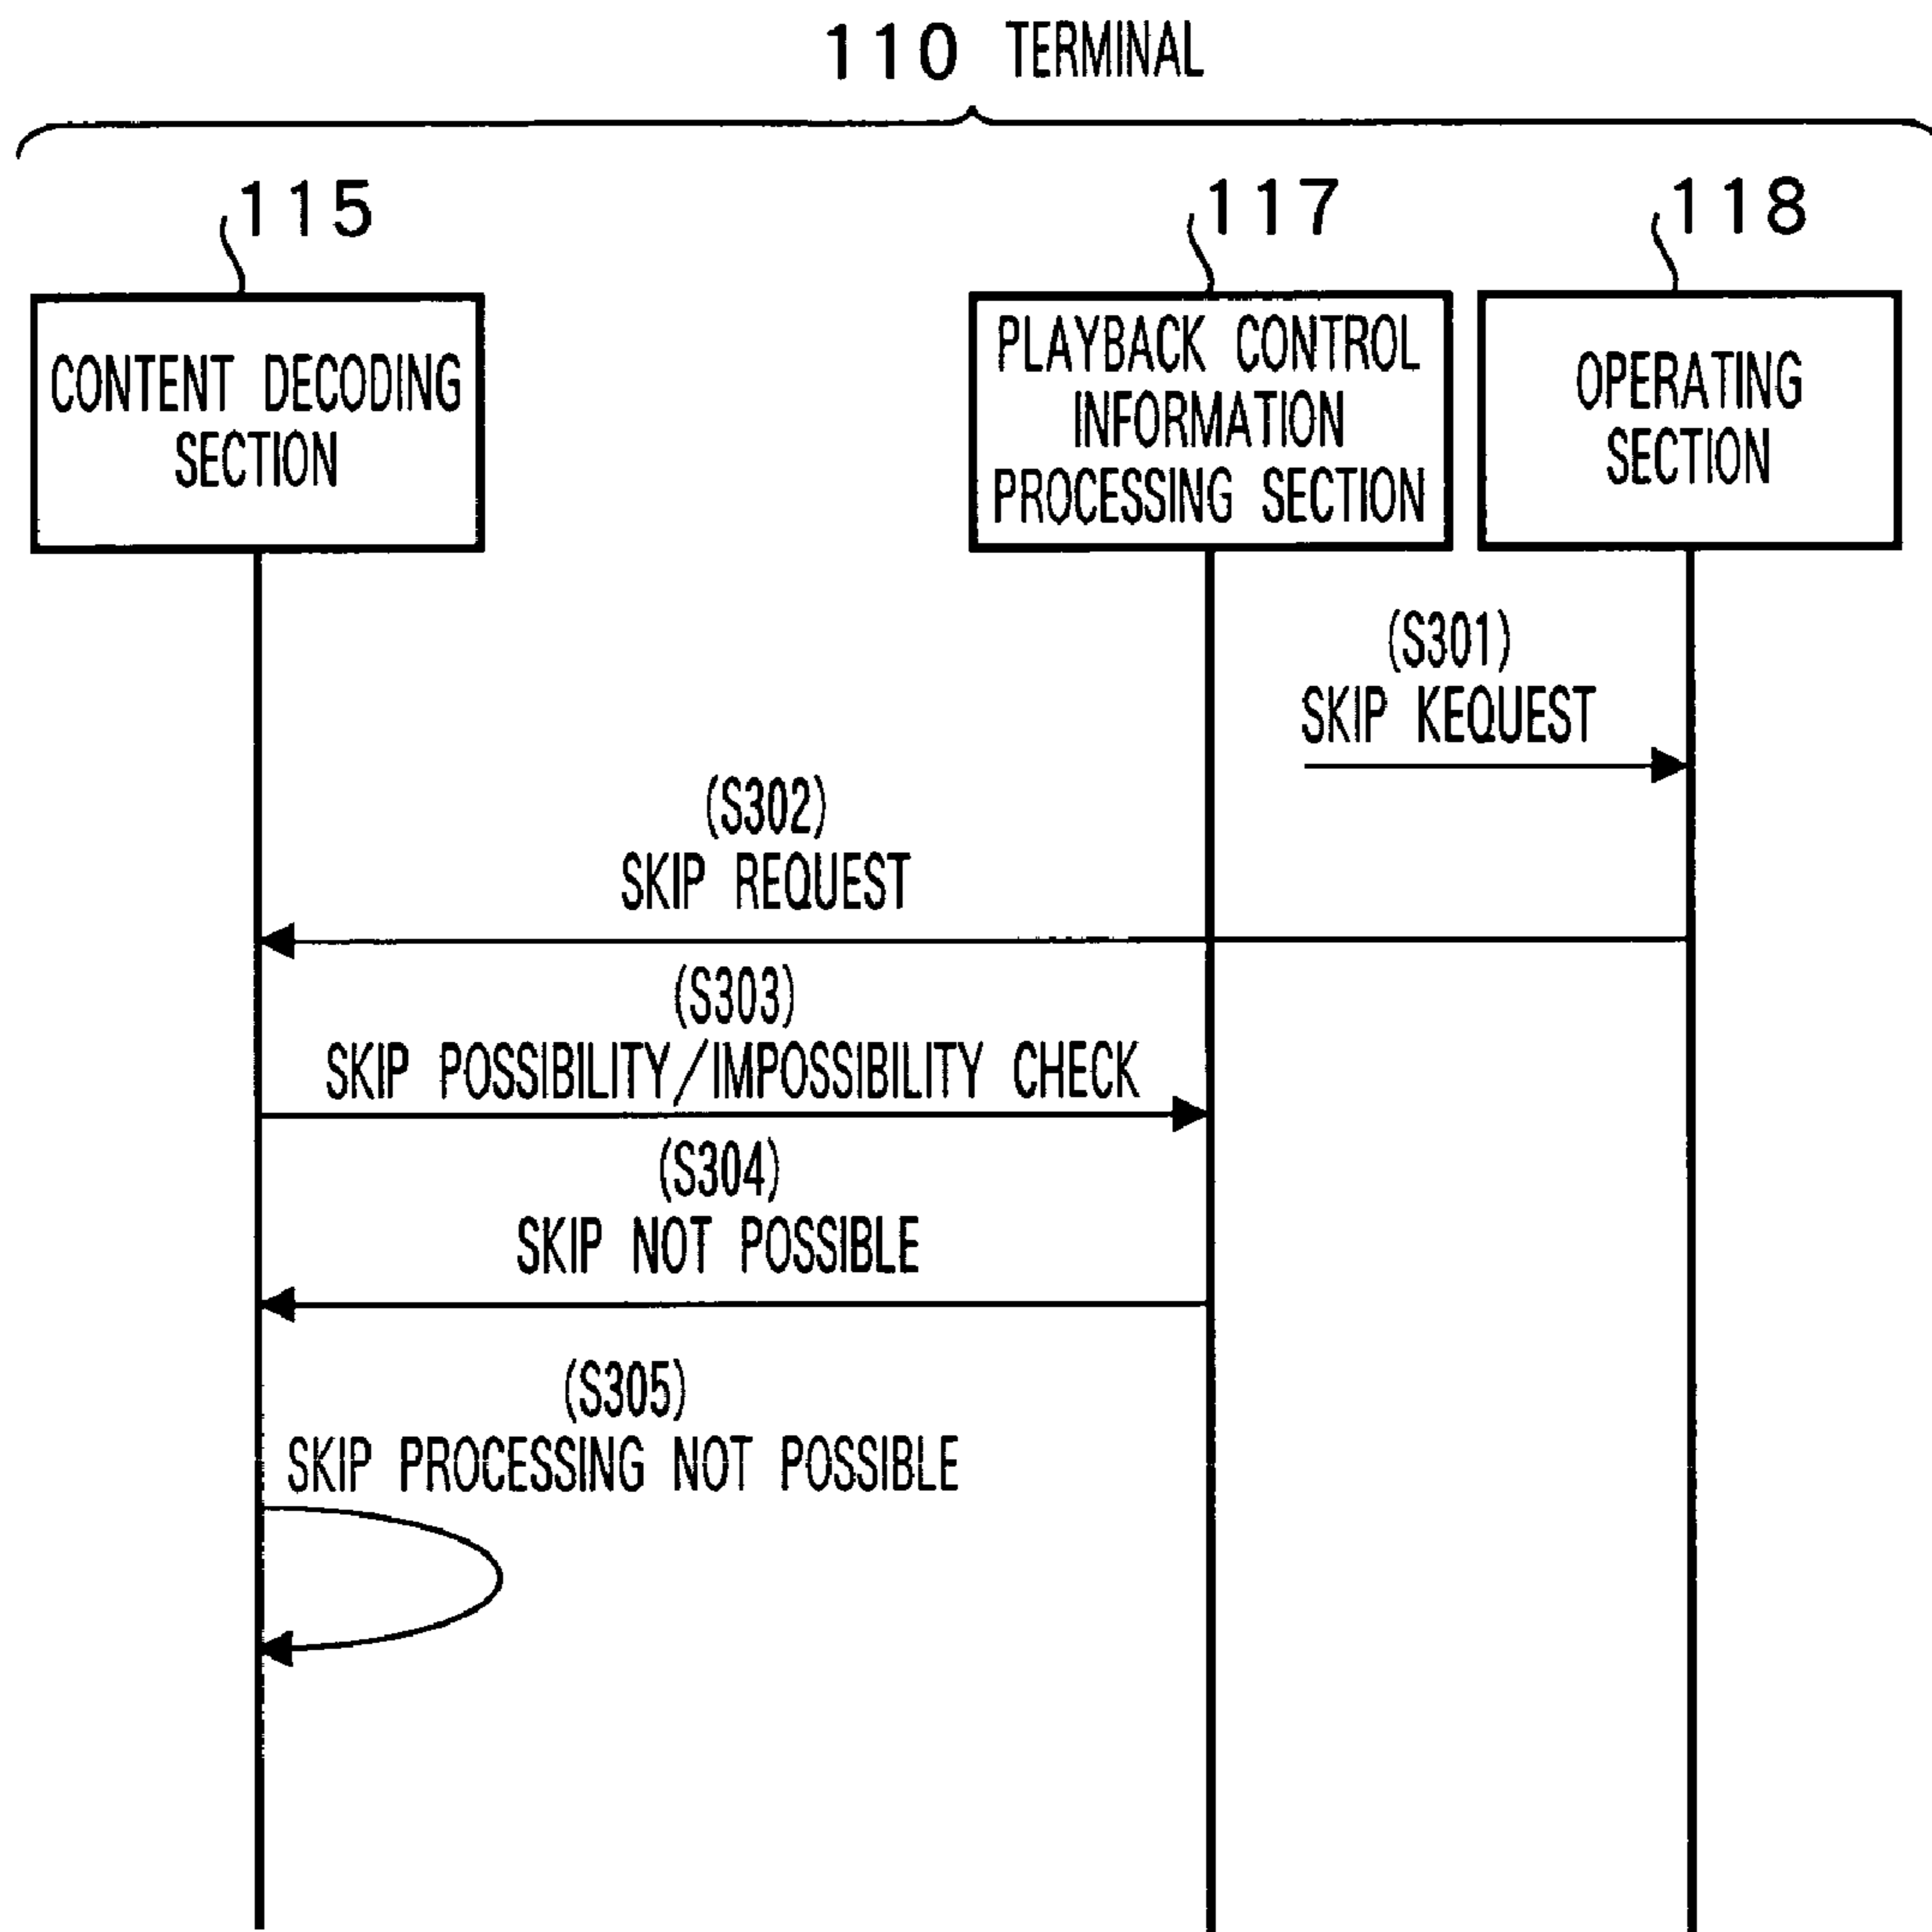 110 TERMINAL
115
117
118
CONTENT DECODING
SECTION
PLAYBACK CONTROL
INFORMATION
PROCESSING SECTION
OPERATING
SECTION
(S301)
SKIP KEQUEST
(S302)
SKIP REQUEST
(S303)
SKIP POSSIBILITY/IMPOSSIBILITY CHECK
(S304)
SKIP NOT POSSIBLE
(S305)
SKIP PROCESSING NOT POSSIBLE